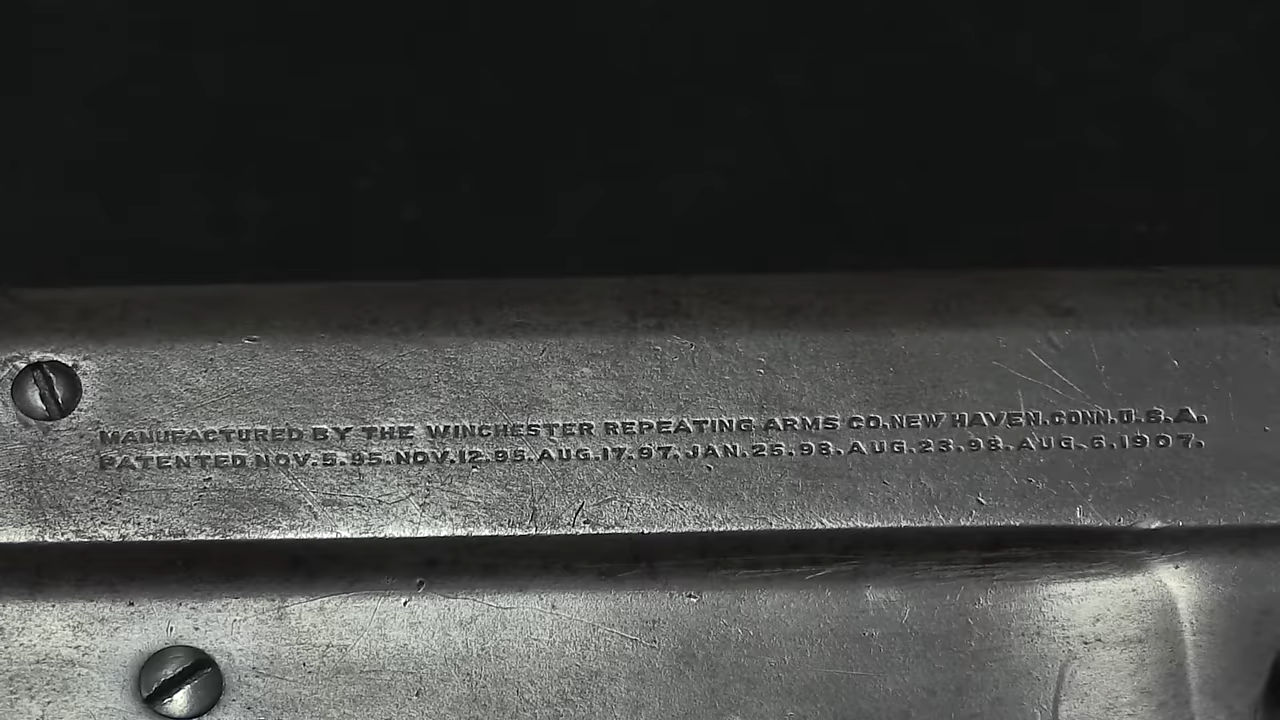 MANUFACTURED BY THE WINCHESTER REPEATING ARMS CO. NEW HAVEN. CONN. U.S.A.
PATENTED NOV. 5. 95. NOV. 12. 95. AUG. 17. 97. JAN. 25. 98. AUG. 23. 98. AUG. 6. 1907.